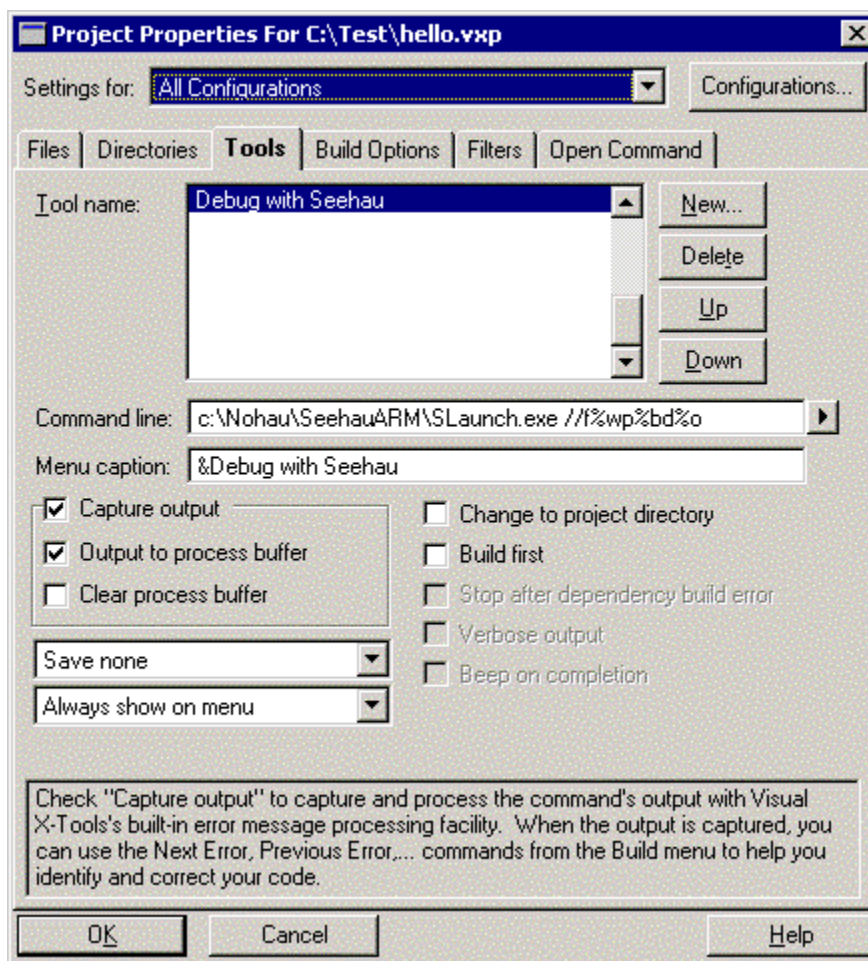 Project Properties For C:\Test\hello.vxp
Settings for: All Configurations Configurations...
Files Directories Tools Build Options Filters Open Command
Tool name: Debug with Seehau New...
Delete
Up
Down
Command line: c:\Nohau\SeehauARM\SLaunch.exe //f%wp%bd%o
Menu caption: &Debug with Seehau
Capture output Change to project directory
Output to process buffer Build first
Clear process buffer Stop after dependency build error
Verbose output
Save none
Beep on completion
Always show on menu
Check "Capture output" to capture and process the command's output with Visual
X-Tools's built-in error message processing facility. When the output is captured, you
can use the Next Error, Previous Error,... commands from the Build menu to help you
identify and correct your code.
OK Cancel Help